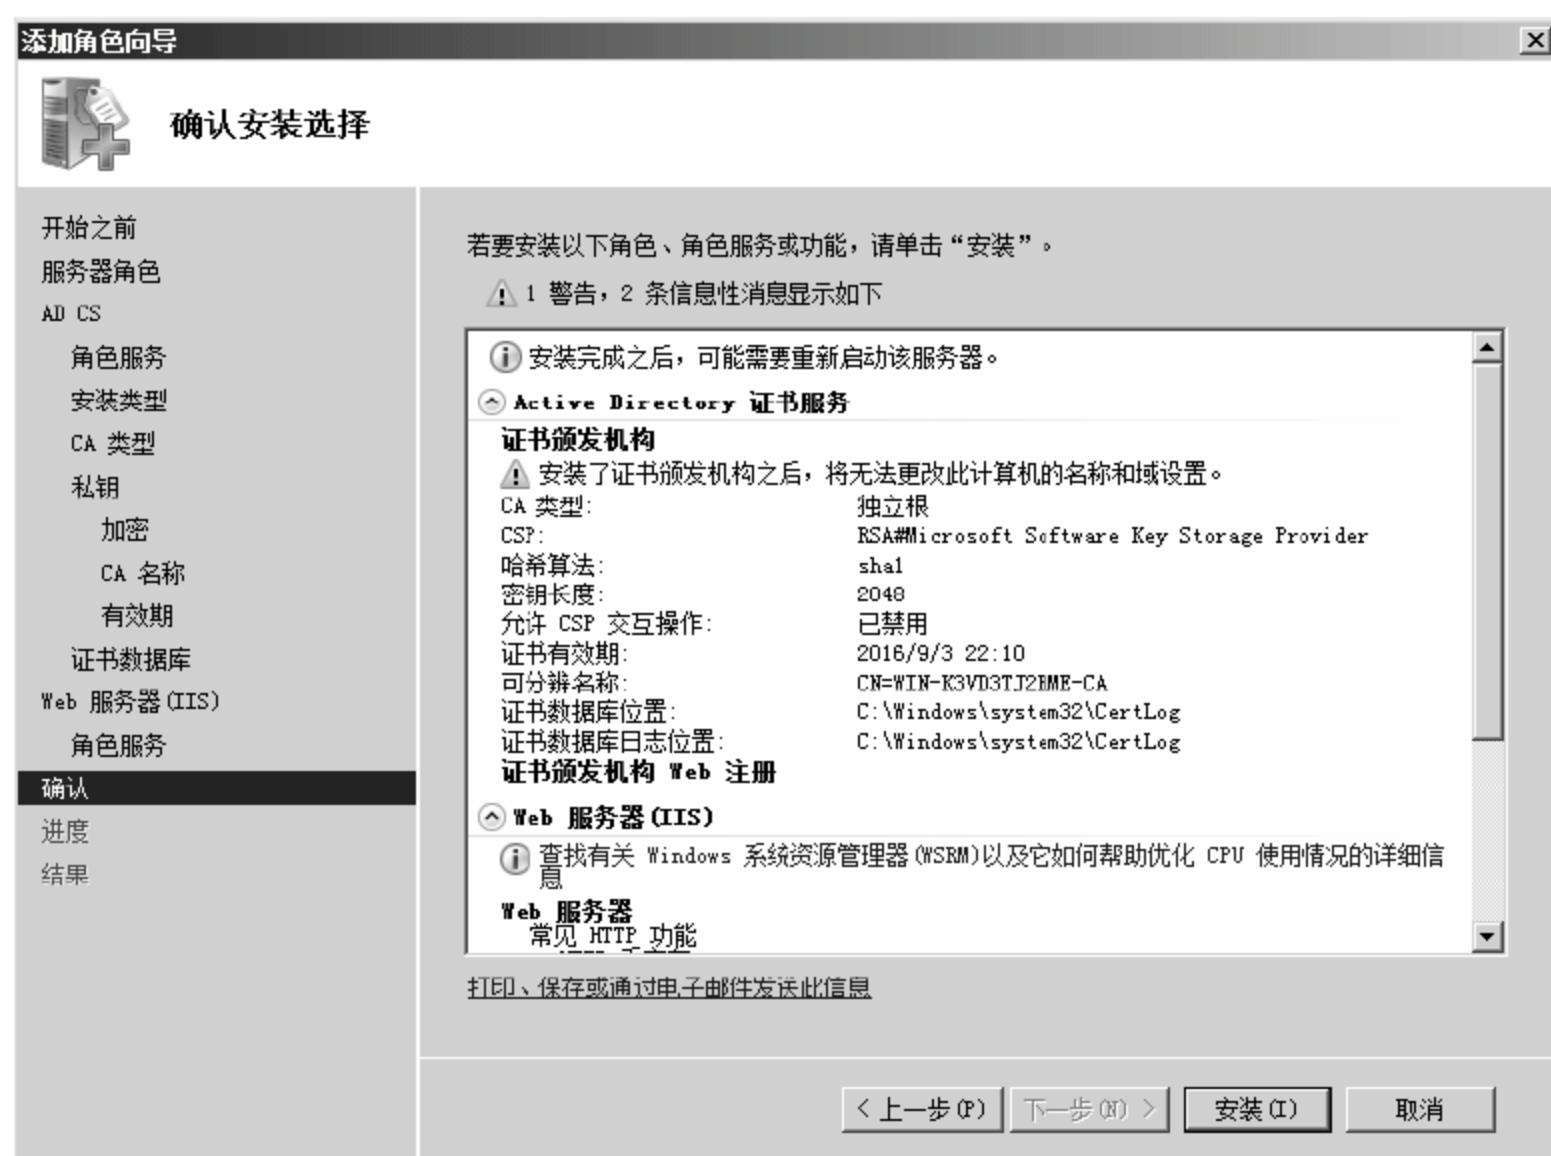 添加角色向导
确认安装选择
开始之前
服务器角色
AD CS
角色服务
安装类型
CA 类型
私钥
加密
CA 名称
有效期
证书数据库
Web 服务器(IIS)
角色服务
确认
进度
结果
若要安装以下角色、角色服务或功能，请单击“安装”。
1 警告，2 条信息性消息显示如下
安装完成之后，可能需要重新启动该服务器。
Active Directory 证书服务
证书颁发机构
安装了证书颁发机构之后，将无法更改此计算机的名称和域设置。
CA 类型: 独立根
CSP: RSA#Microsoft Software Key Storage Provider
哈希算法: sha1
密钥长度: 2048
允许 CSP 交互操作: 已禁用
证书有效期: 2016/9/3 22:10
可分辨名称: CN=WIN-K3VD3TJ2BME-CA
证书数据库位置: C:\Windows\system32\CertLog
证书数据库日志位置: C:\Windows\system32\CertLog
证书颁发机构 Web 注册
Web 服务器(IIS)
查找有关 Windows 系统资源管理器(WSRM)以及它如何帮助优化 CPU 使用情况的详细信
息
Web 服务器
常见 HTTP 功能
打印、保存或通过电子邮件发送此信息
< 上一步(P) 下一步(N) > 安装(I) 取消